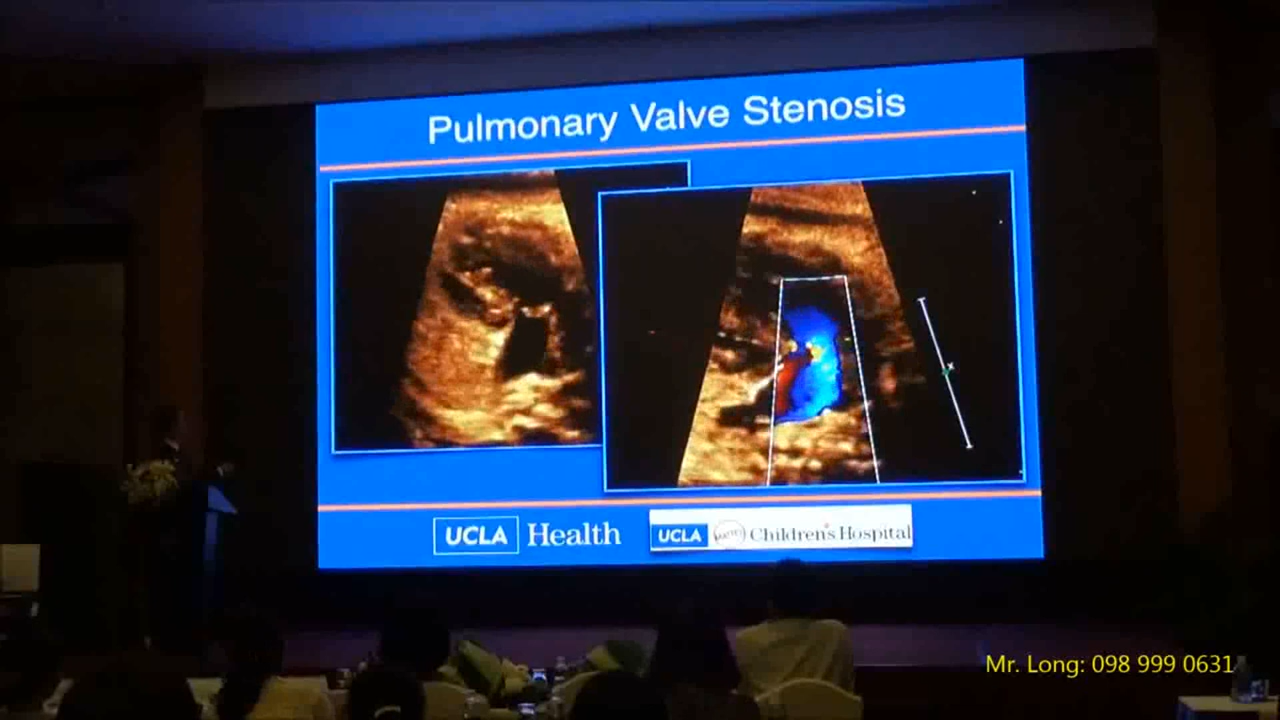 Pulmonary Valve Stenosis
UCLA Health
UCLA Children's Hospital
Mr. Long: 098 999 0631